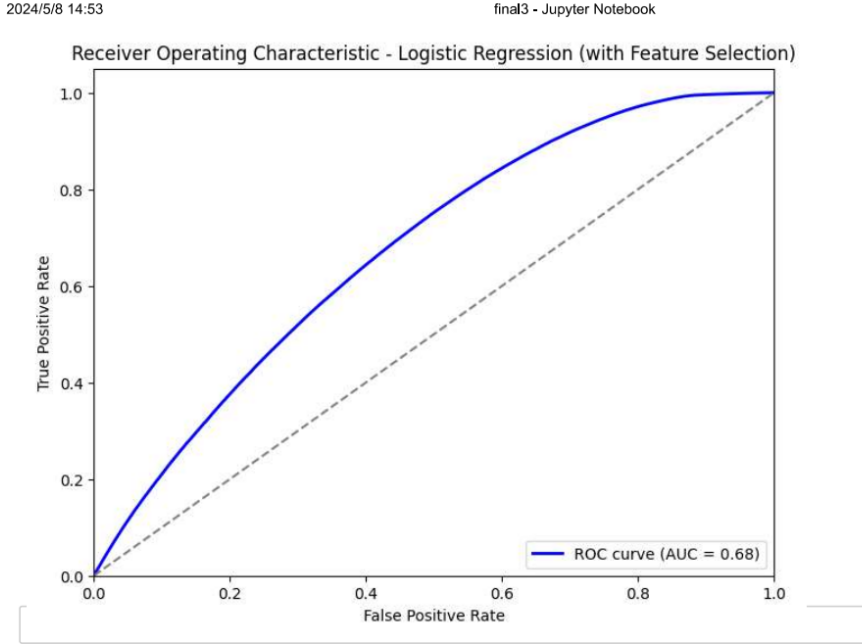 2024/5/8 14:53 final3 - Jupyter Notebook
Receiver Operating Characteristic - Logistic Regression (with Feature Selection)
1.0
0.8
0.6
0.4
0.2
0.0
True Positive Rate
ROC curve (AUC = 0.68)
0.0 0.2 0.4 0.6 0.8 1.0
False Positive Rate